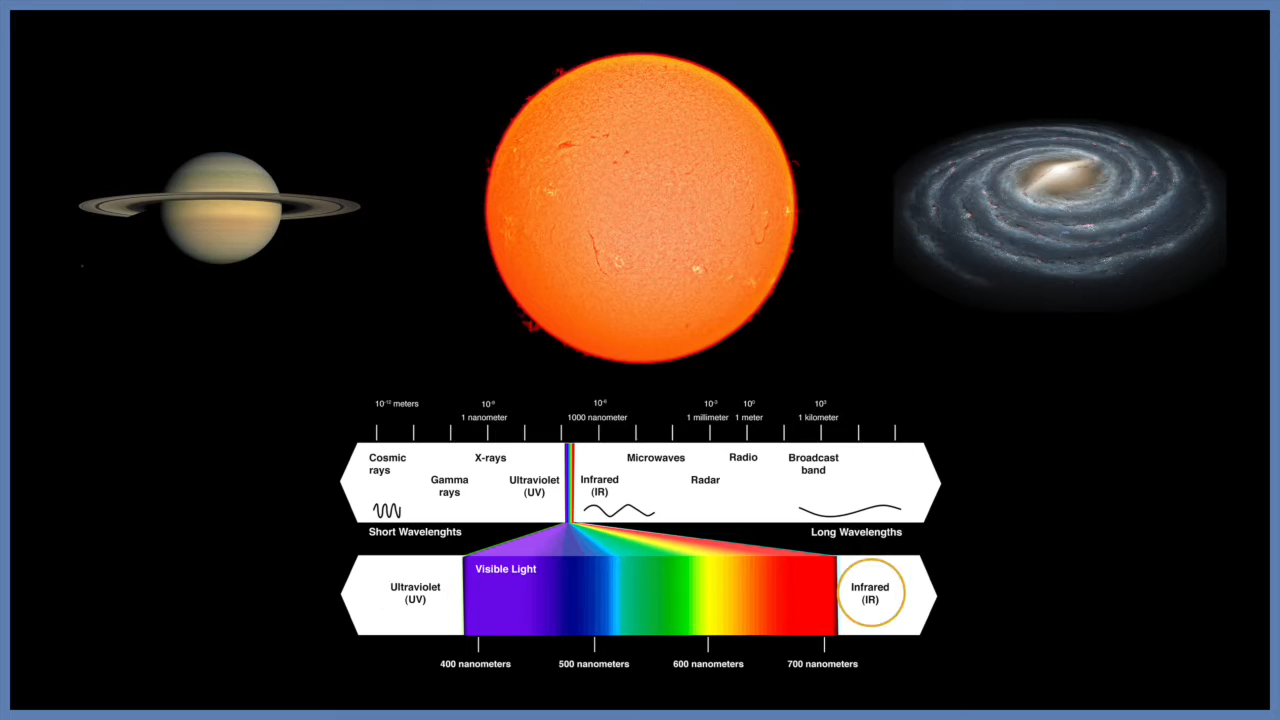 10⁻¹² meters
10⁻⁹
10⁻⁶
10⁻³
10⁰
10³
1 nanometer
1000 nanometer
1 millimeter
1 meter
1 kilometer
Cosmic
rays
Gamma
rays
X-rays
Ultraviolet
(UV)
Infrared
(IR)
Microwaves
Radar
Radio
Broadcast
band
Short Wavelenghts
Long Wavelengths
Ultraviolet
(UV)
Visible Light
Infrared
(IR)
400 nanometers
500 nanometers
600 nanometers
700 nanometers